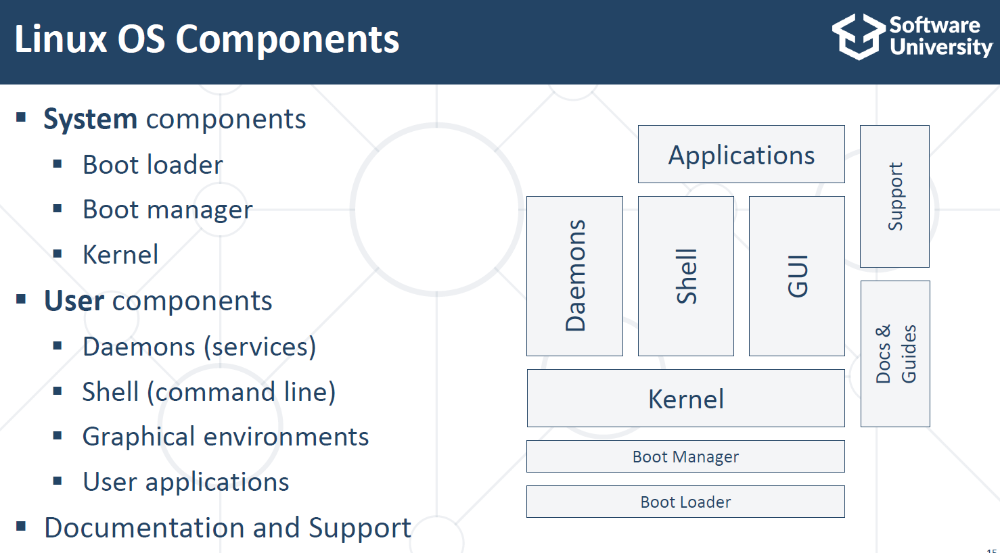 Linux OS Components
Software
University
▪ System components
▪ Boot loader
▪ Boot manager
▪ Kernel
▪ User components
▪ Daemons (services)
▪ Shell (command line)
▪ Graphical environments
▪ User applications
▪ Documentation and Support
Applications
Support
Daemons
Shell
GUI
Docs &
Guides
Kernel
Boot Manager
Boot Loader